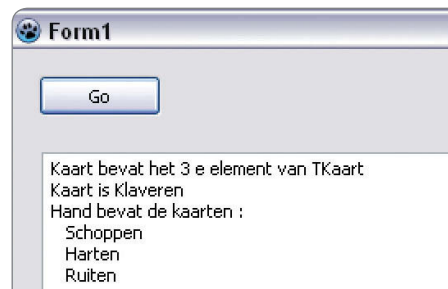 Form1
Go
Kaart bevat het 3 e element van TKaart
Kaart is Klaveren
Hand bevat de kaarten :
Schoppen
Harten
Ruiten